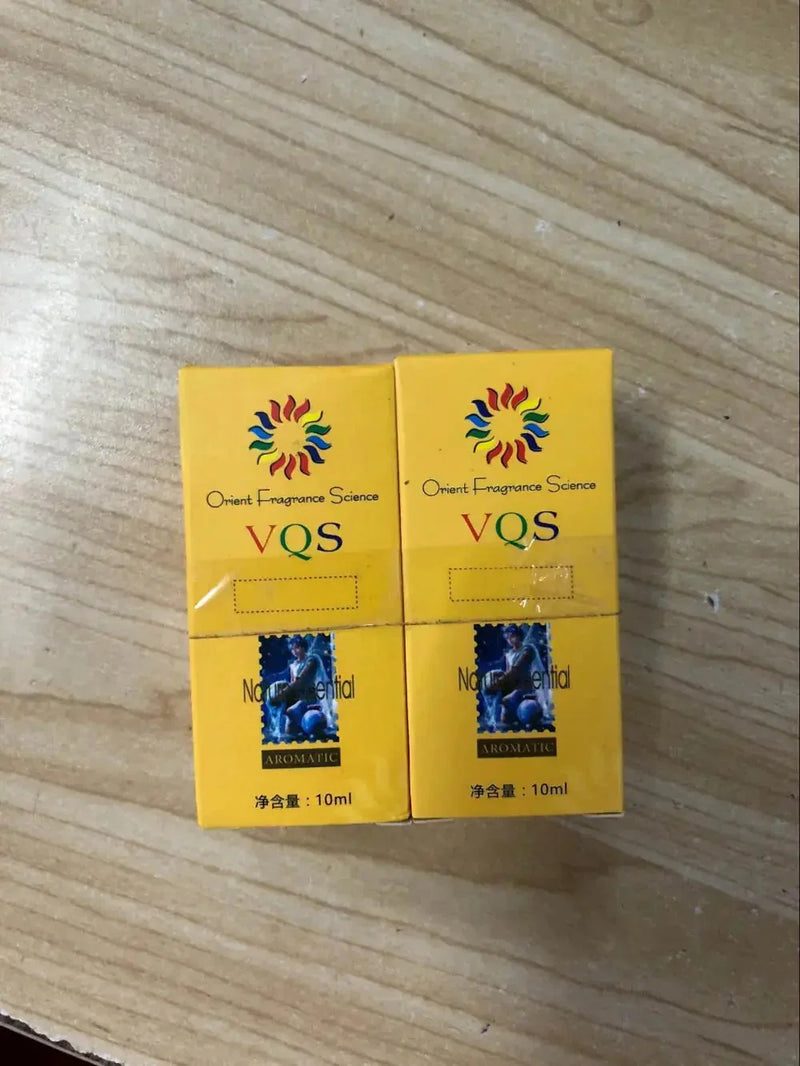 Orient Fragrance Science
VQS
AROMATIC
净含量：10ml
Orient Fragrance Science
VQS
AROMATIC
净含量：10ml